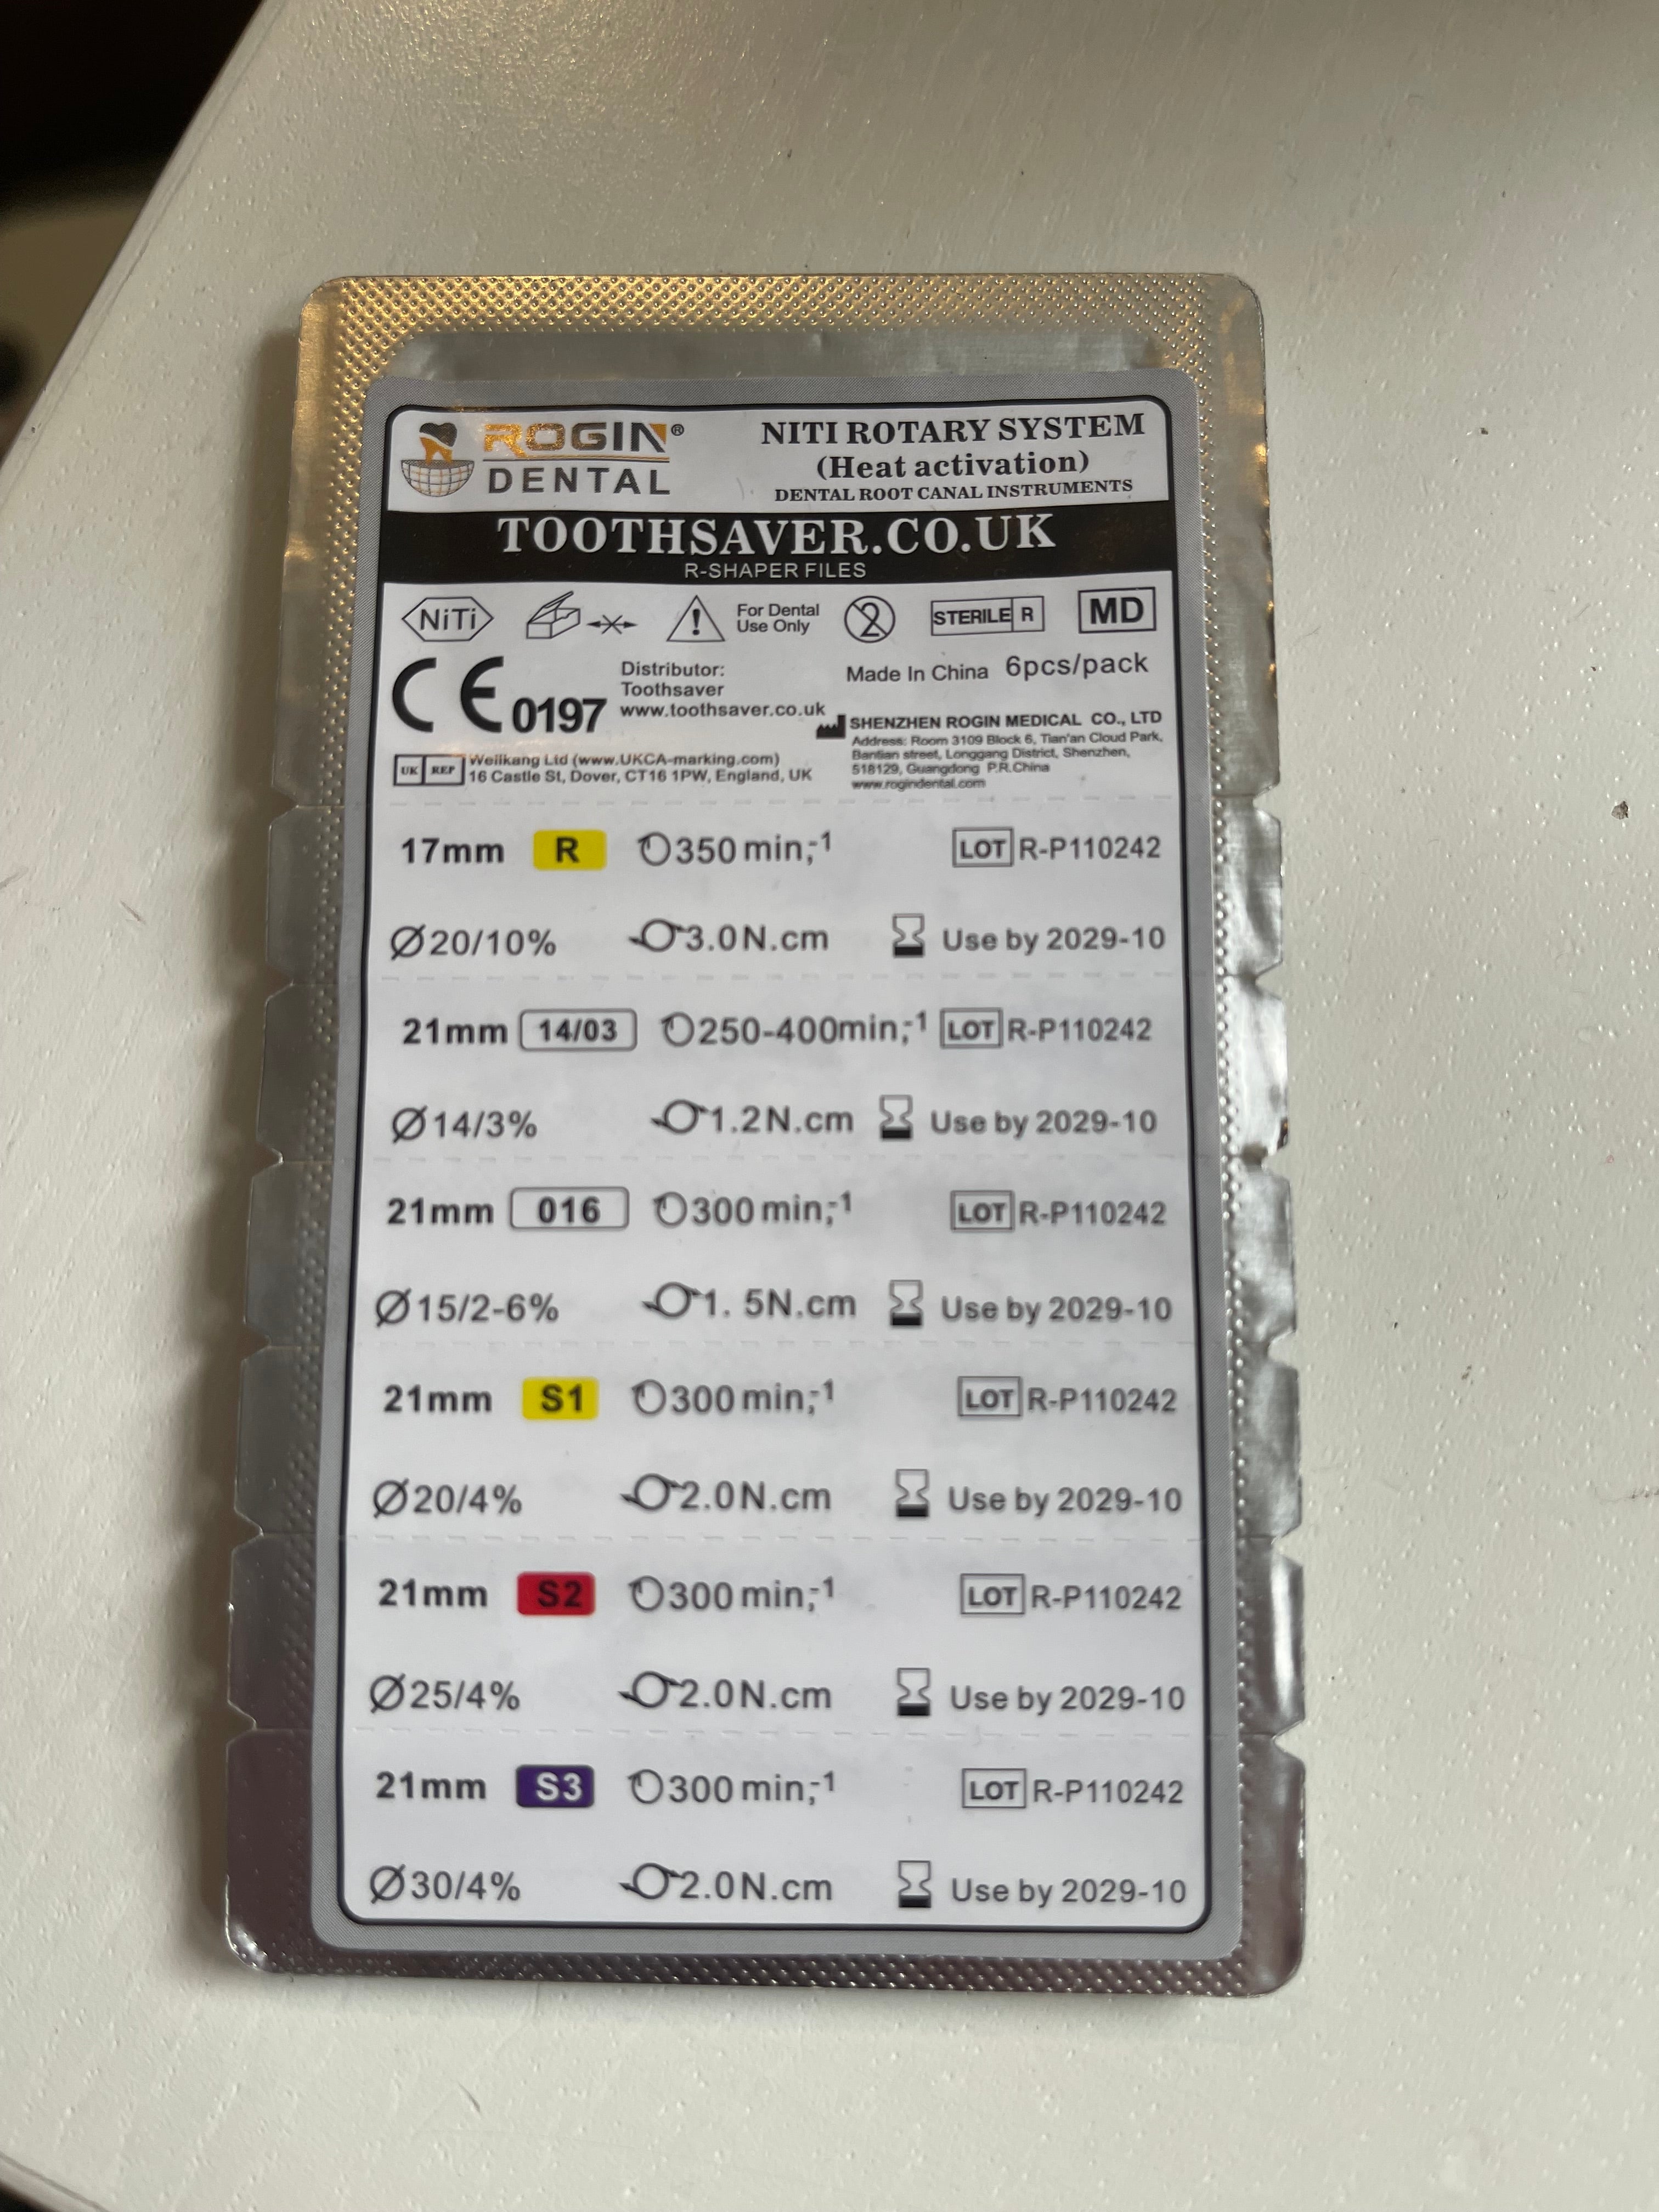 ROGIN® DENTAL
NITI ROTARY SYSTEM
(Heat activation)
DENTAL ROOT CANAL INSTRUMENTS
TOOTHSAVER.CO.UK
R-SHAPER FILES
NiTi
For Dental
Use Only
2
STERILE R
MD
CE 0197
Distributor:
Toothsaver
www.toothsaver.co.uk
Made In China 6pcs/pack
SHENZHEN ROGIN MEDICAL CO., LTD
Address: Room 3109 Block 6, Tian'an Cloud Park,
Bantian street, Longgang District, Shenzhen,
518129, Guangdong P.R.China
www.rogindental.com
UK REP
Weilkang Ltd (www.UKCA-marking.com)
16 Castle St, Dover, CT16 1PW, England, UK
17mm R 350 min;-1 LOT R-P110242
Ø20/10% 3.0N.cm Use by 2029-10
21mm 14/03 250-400min;-1 LOT R-P110242
Ø14/3% 1.2N.cm Use by 2029-10
21mm 016 300 min;-1 LOT R-P110242
Ø15/2-6% 1. 5N.cm Use by 2029-10
21mm S1 300 min;-1 LOT R-P110242
Ø20/4% 2.0N.cm Use by 2029-10
21mm S2 300 min;-1 LOT R-P110242
Ø25/4% 2.0N.cm Use by 2029-10
21mm S3 300 min;-1 LOT R-P110242
Ø30/4% 2.0N.cm Use by 2029-10